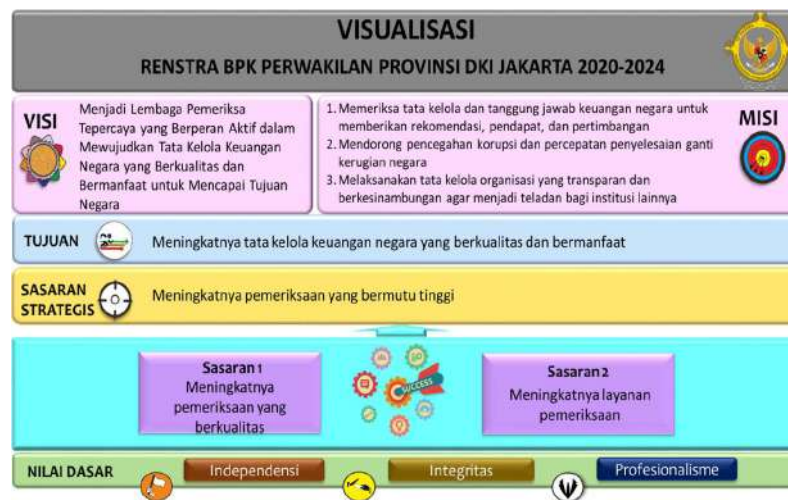 VISUALISASI
RENSTRA BPK PERWAKILAN PROVINSI DKI JAKARTA 2020-2024
VISI
Menjadi Lembaga Pemeriksa
Tepercaya yang Berperan Aktif dalam
Mewujudkan Tata Kelola Keuangan
Negara yang Berkualitas dan
Bermanfaat untuk Mencapai Tujuan
Negara
1. Memeriksa tata kelola dan tanggung jawab keuangan negara untuk
memberikan rekomendasi, pendapat, dan pertimbangan
2. Mendorong pencegahan korupsi dan percepatan penyelesaian ganti
kerugian negara
3. Melaksanakan tata kelola organisasi yang transparan dan
berkesinambungan agar menjadi teladan bagi institusi lainnya
MISI
TUJUAN
Meningkatnya tata kelola keuangan negara yang berkualitas dan bermanfaat
SASARAN
STRATEGIS
Meningkatnya pemeriksaan yang bermutu tinggi
Sasaran 1
Meningkatnya
pemeriksaan yang
berkualitas
SUCCESS
Sasaran 2
Meningkatnya layanan
pemeriksaan
NILAI DASAR
Independensi
Integritas
Profesionalisme